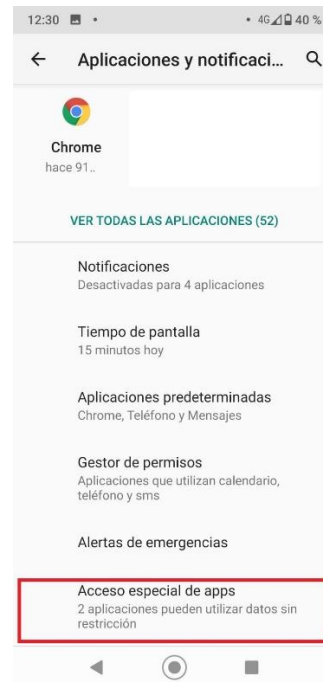 12:30 4G 40 %
Aplicaciones y notificaci...
Chrome
hace 91..
VER TODAS LAS APLICACIONES (52)
Notificaciones
Desactivadas para 4 aplicaciones
Tiempo de pantalla
15 minutos hoy
Aplicaciones predeterminadas
Chrome, Teléfono y Mensajes
Gestor de permisos
Aplicaciones que utilizan calendario,
teléfono y sms
Alertas de emergencias
Acceso especial de apps
2 aplicaciones pueden utilizar datos sin
restricción